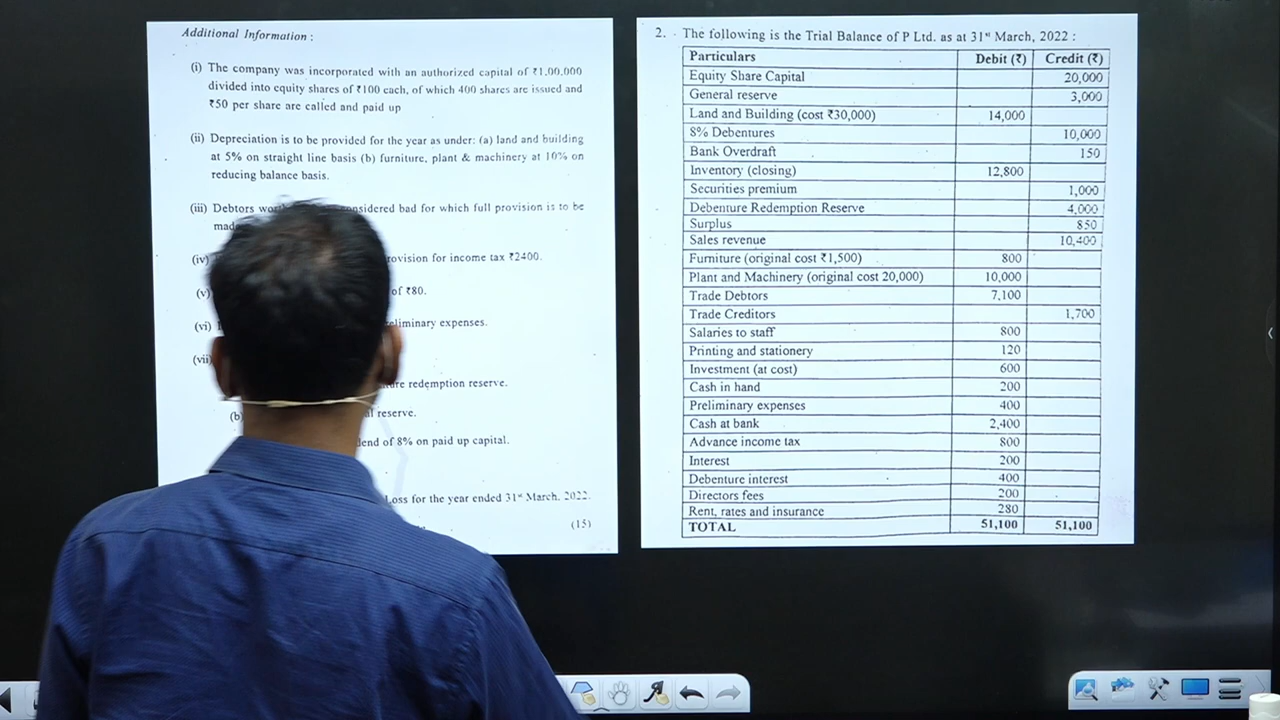 Additional Information :
(i) The company was incorporated with an authorized capital of ₹1,00,000
divided into equity shares of ₹100 each, of which 400 shares are issued and
₹50 per share are called and paid up
(ii) Depreciation is to be provided for the year as under: (a) land and building
at 5% on straight line basis (b) furniture, plant & machinery at 10% on
reducing balance basis.
(iii) Debtors considered bad for which full provision is to be
(iv) provision for income tax ₹2400.
(v) of ₹80.
(vi) preliminary expenses.
(vii)
redemption reserve.
(b) reserve.
of 8% on paid up capital.
Loss for the year ended 31st March, 2022.
(15)
2. The following is the Trial Balance of P Ltd. as at 31st March, 2022 :
Particulars Debit (₹) Credit (₹)
Equity Share Capital 20,000
General reserve 3,000
Land and Building (cost ₹30,000) 14,000
8% Debentures 10,000
Bank Overdraft 150
Inventory (closing) 12,800
Securities premium 1,000
Debenture Redemption Reserve 4,000
Surplus 850
Sales revenue 10,400
Furniture (original cost ₹1,500) 800
Plant and Machinery (original cost 20,000) 10,000
Trade Debtors 7,100
Trade Creditors 1,700
Salaries to staff 800
Printing and stationery 120
Investment (at cost) 600
Cash in hand 200
Preliminary expenses 400
Cash at bank 2,400
Advance income tax 800
Interest 200
Debenture interest 400
Directors fees 200
Rent, rates and insurance 280
TOTAL 51,100 51,100